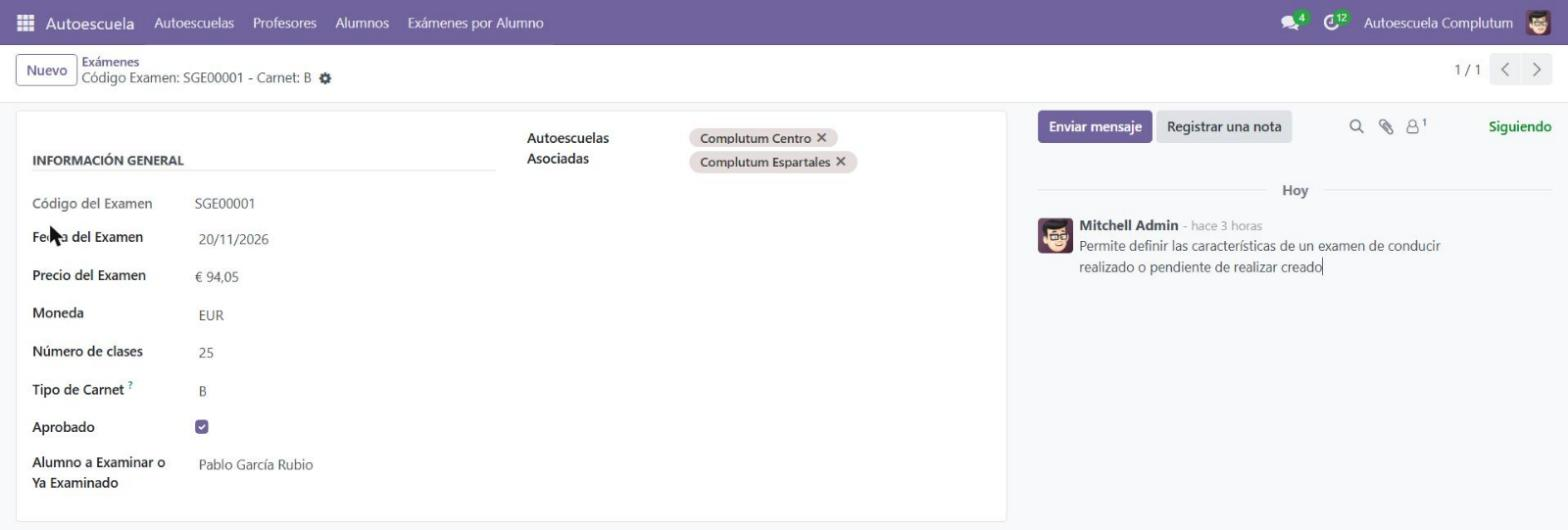 Autoescuela Autoescuelas Profesores Alumnos Exámenes por Alumno 4 12 Autoescuela Complutum
Nuevo
Exámenes
Código Examen: SGE00001 - Carnet: B
1 / 1
INFORMACIÓN GENERAL
Código del Examen SGE00001
del Examen 20/11/2026
Precio del Examen € 94,05
Moneda EUR
Número de clases 25
Tipo de Carnet ? B
Aprobado
Alumno a Examinar o Pablo García Rubio
Ya Examinado
Autoescuelas
Asociadas
Complutum Centro ✕
Complutum Espartales ✕
Enviar mensaje Registrar una nota 1 Siguiendo
Hoy
Mitchell Admin - hace 3 horas
Permite definir las características de un examen de conducir
realizado o pendiente de realizar creado